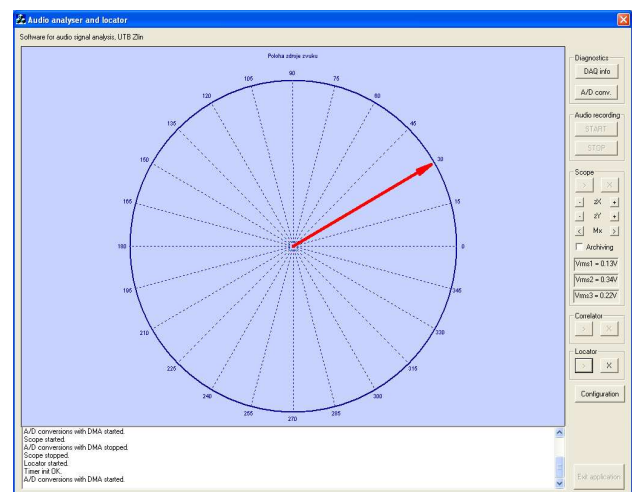 Audio analyser and locator
Software for audio signal analysis, UTB Zlin
Poloha zdroje zvuku
90
105
75
120
60
135
45
150
30
165
15
180
0
195
345
210
330
225
315
240
300
255
285
270
Diagnostics
DAQ info
A/D conv.
Audio recording
START
STOP
Scope
> X
- zX +
- zY +
< Mx >
Archiving
Vrms1 = 0.13V
Vrms2 = 0.34V
Vrms3 = 0.22V
Correlator
> X
Locator
> X
Configuration
Exit application
A/D conversions with DMA started.
Scope started.
A/D conversions with DMA stopped.
Scope stopped.
Locator started.
Timer init OK.
A/D conversions with DMA started.